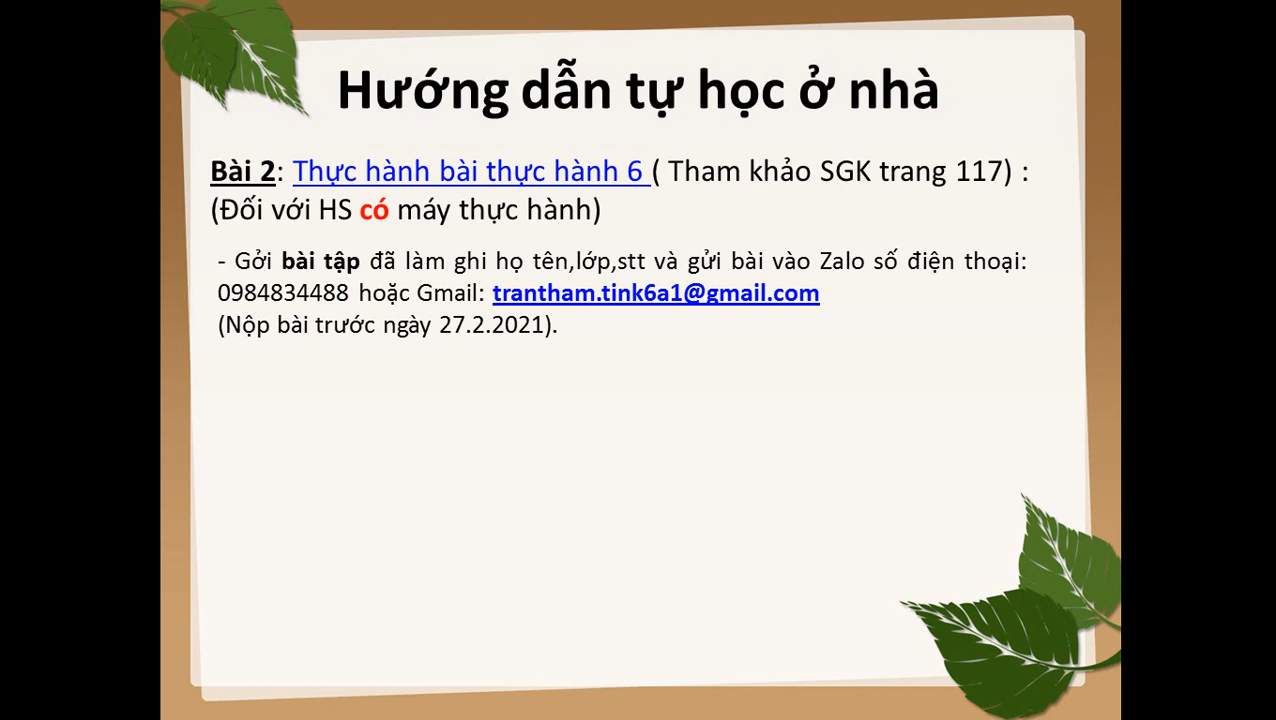 Hướng dẫn tự học ở nhà
Bài 2: Thực hành bài thực hành 6 ( Tham khảo SGK trang 117) :
(Đối với HS có máy thực hành)
- Gởi bài tập đã làm ghi họ tên,lớp,stt và gửi bài vào Zalo số điện thoại:
0984834488 hoặc Gmail: trantham.tink6a1@gmail.com
(Nộp bài trước ngày 27.2.2021).